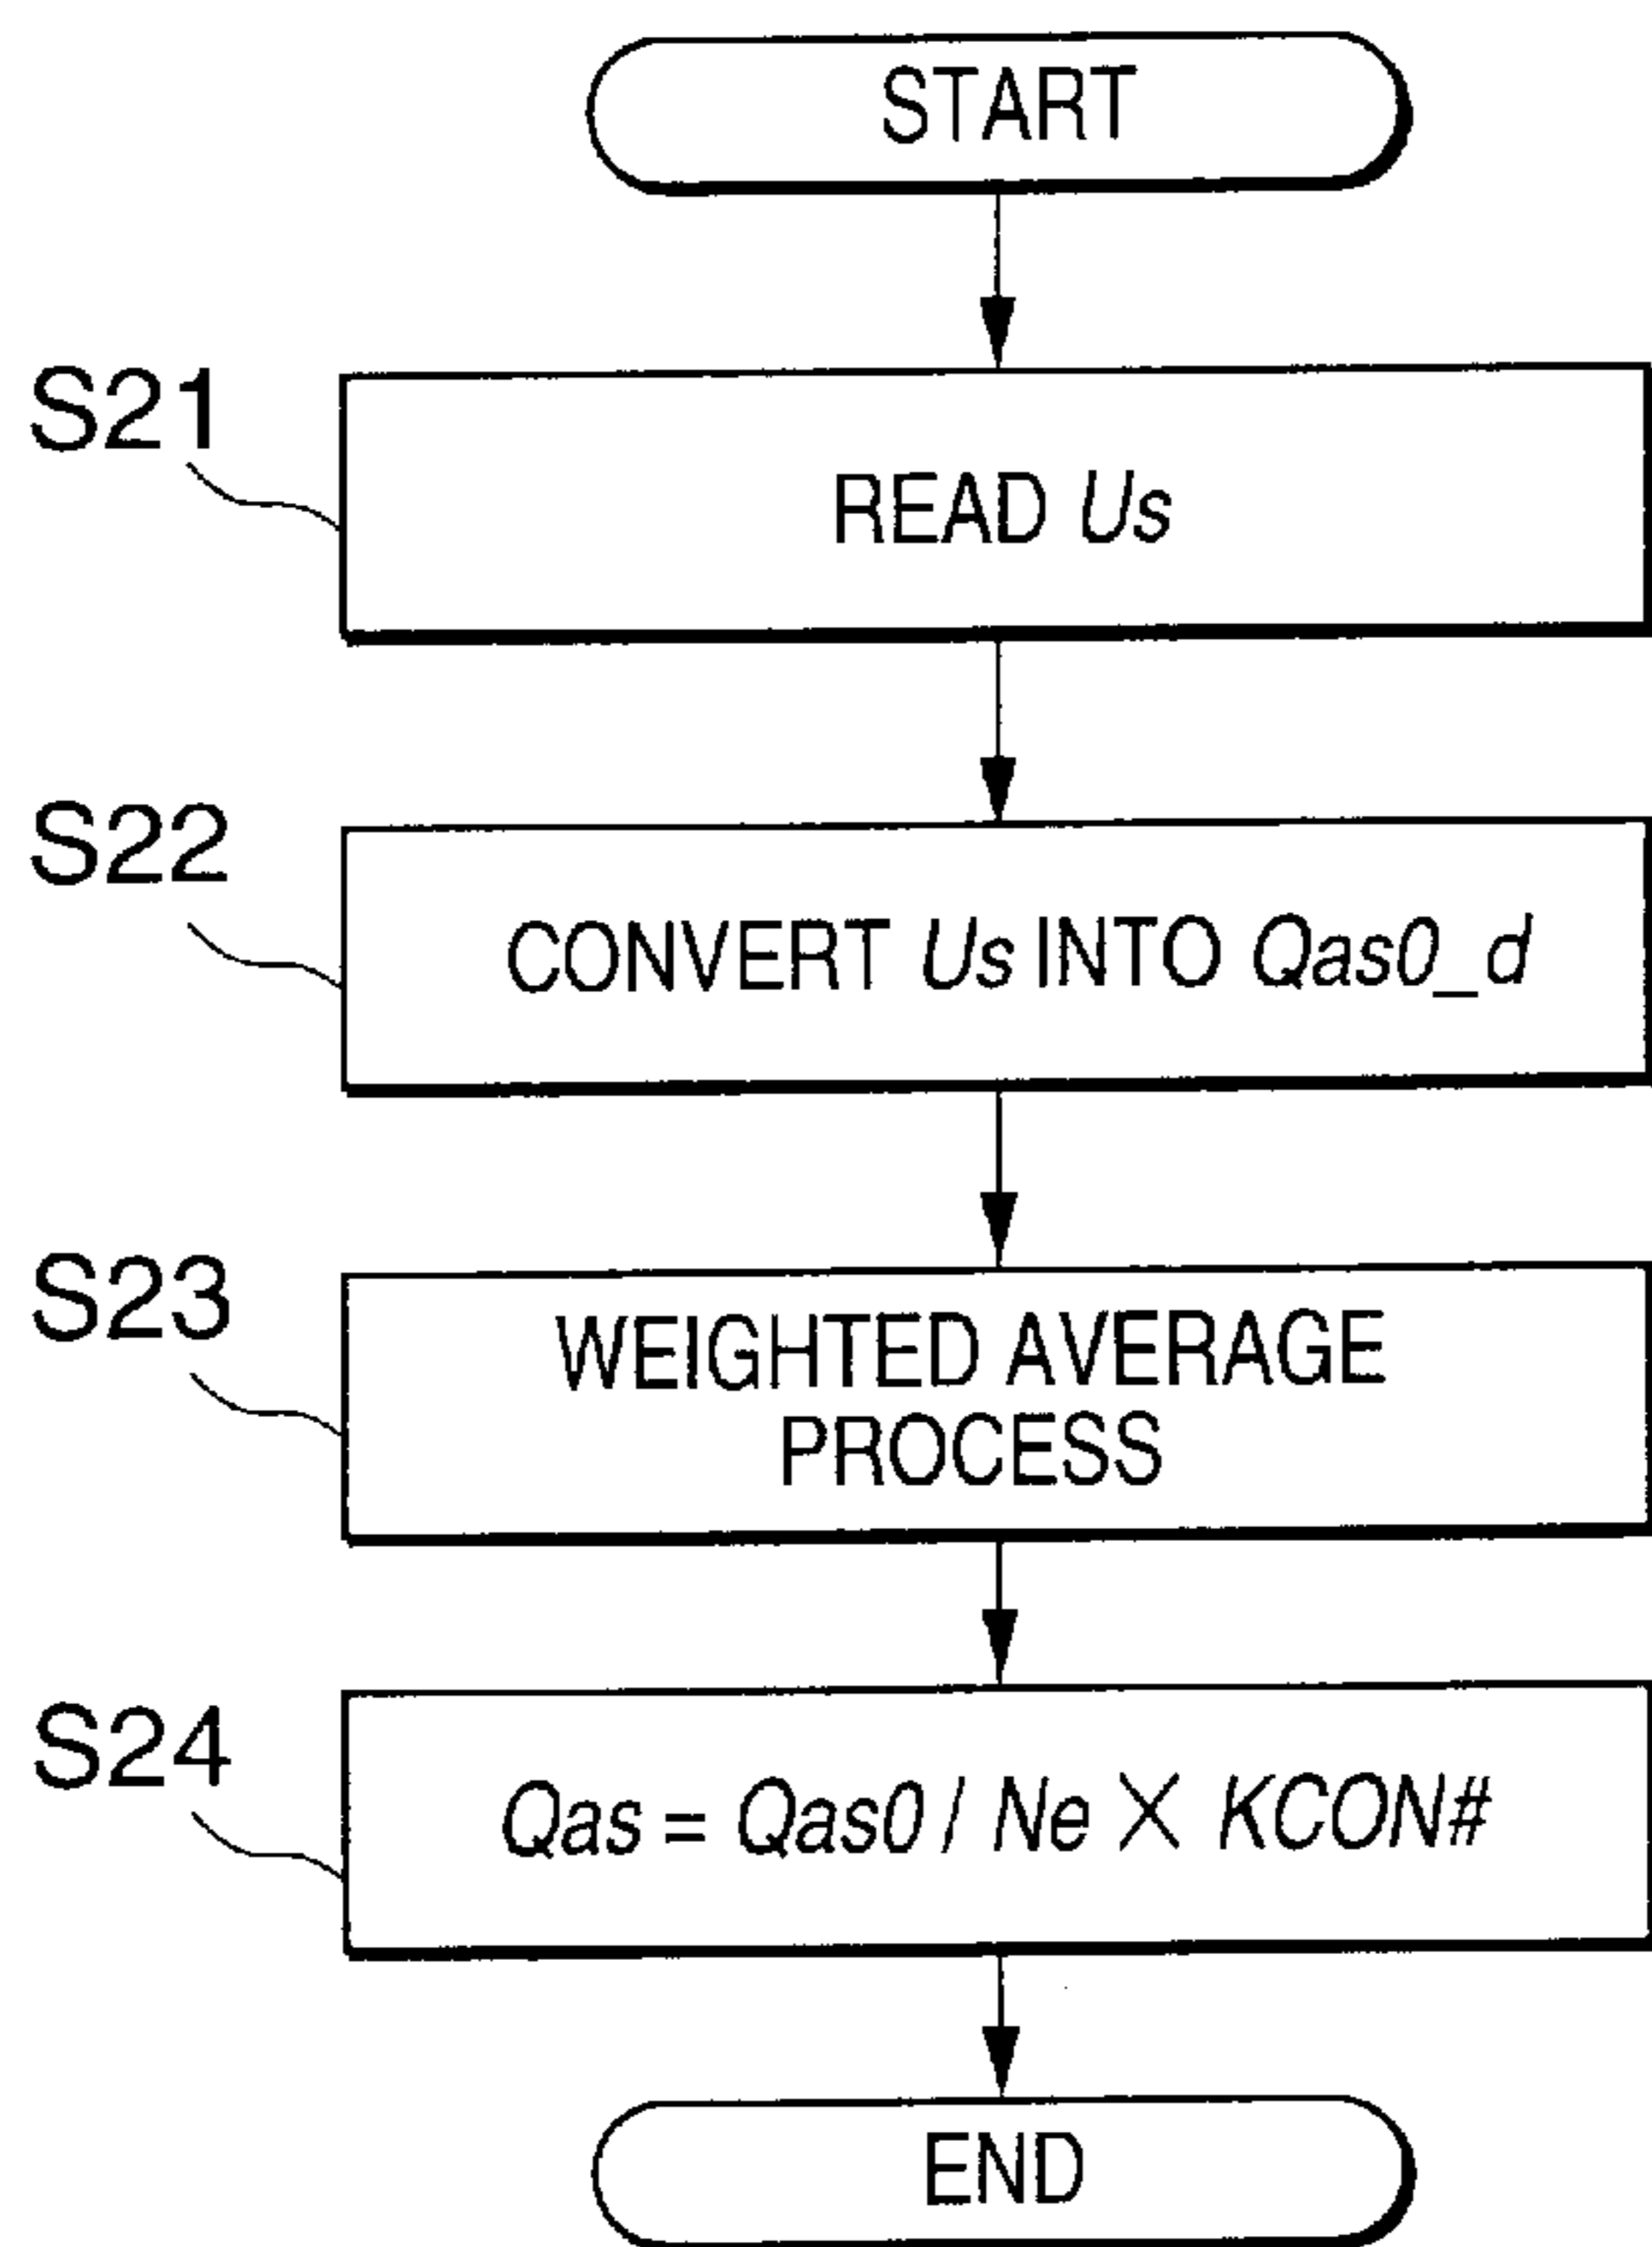 START
S21
READ Us
S22
CONVERT Us INTO Qas0_d
S23
WEIGHTED AVERAGE
PROCESS
S24
Qas = Qas0 / Ne × KCON#
END